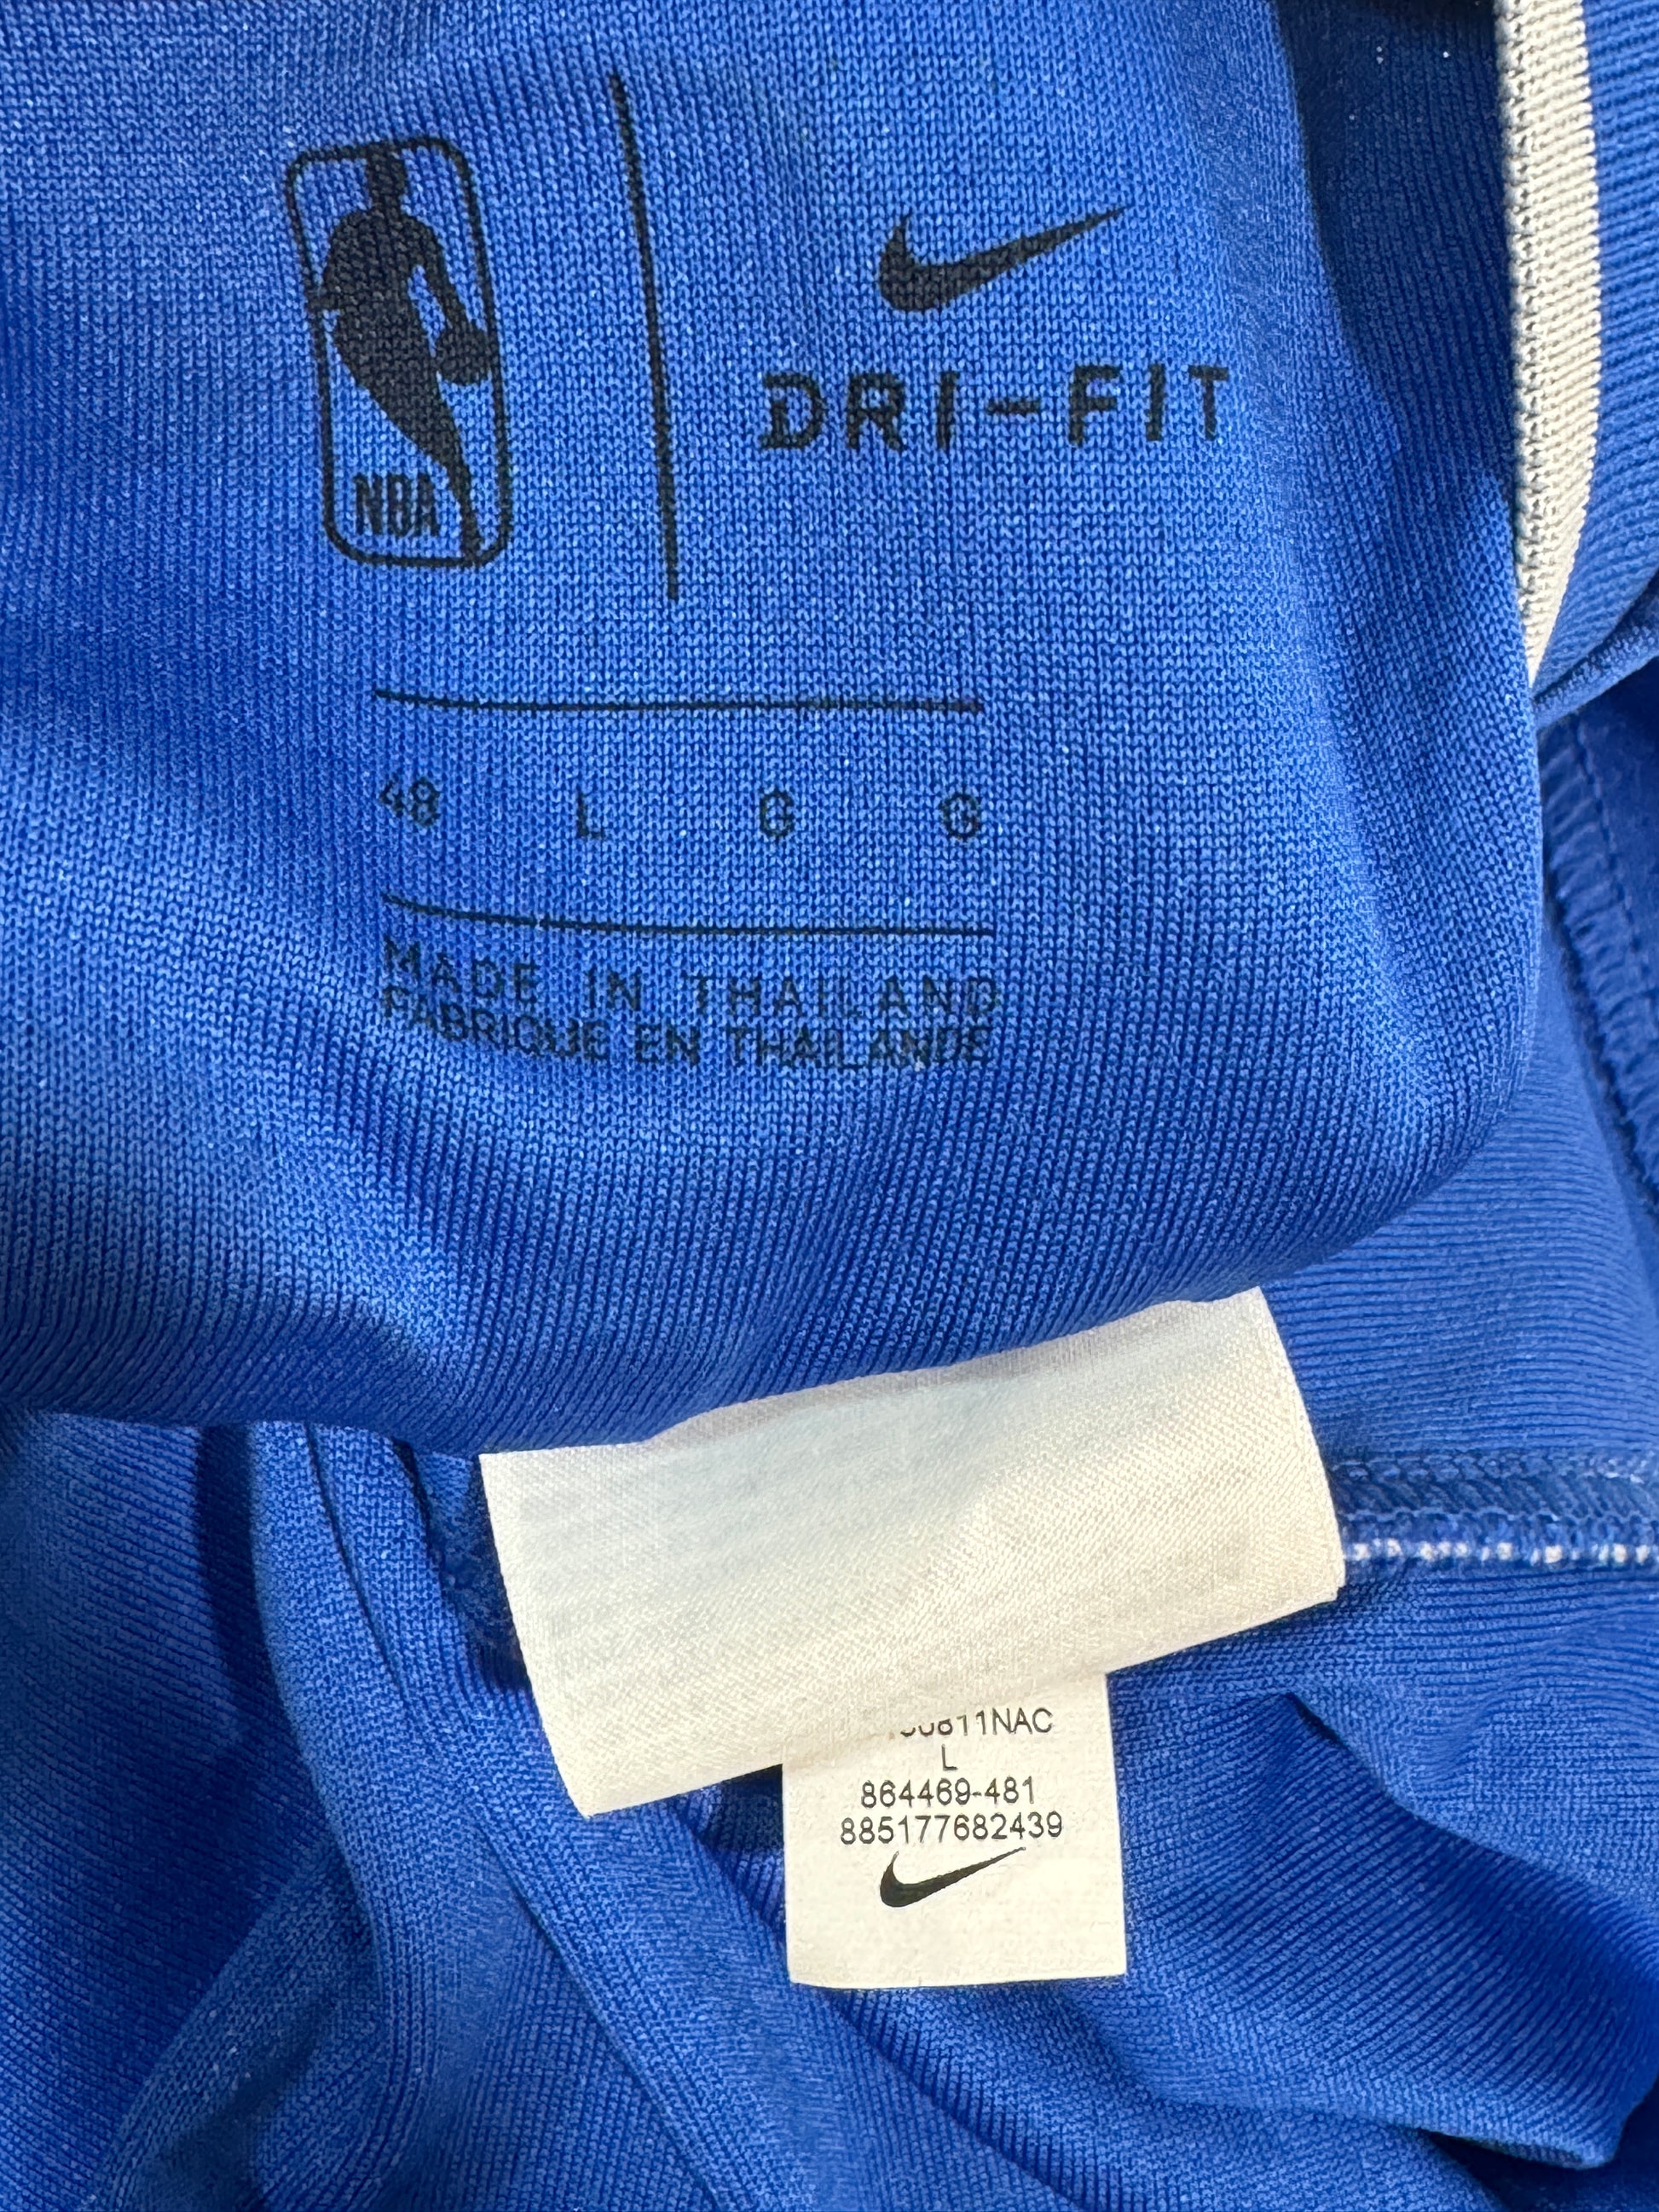 NBA
DRI-FIT
48 L G G
MADE IN THAILAND
FABRIQUE EN THAILANDE
L
864469-481
885177682439